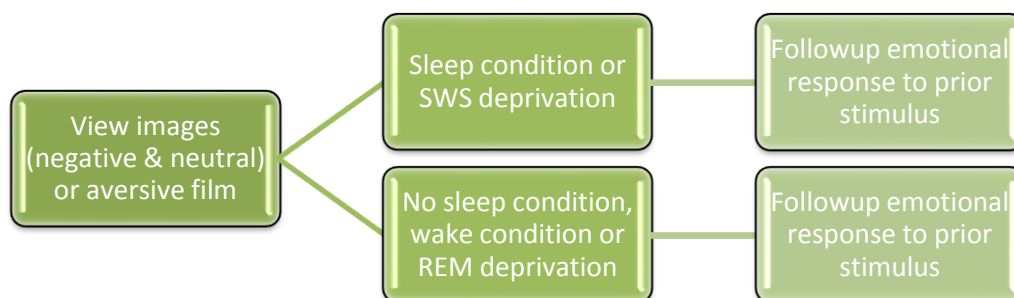 View images
(negative & neutral)
or aversive film
Sleep condition or
SWS deprivation
Followup emotional
response to prior
stimulus
No sleep condition,
wake condition or
REM deprivation
Followup emotional
response to prior
stimulus